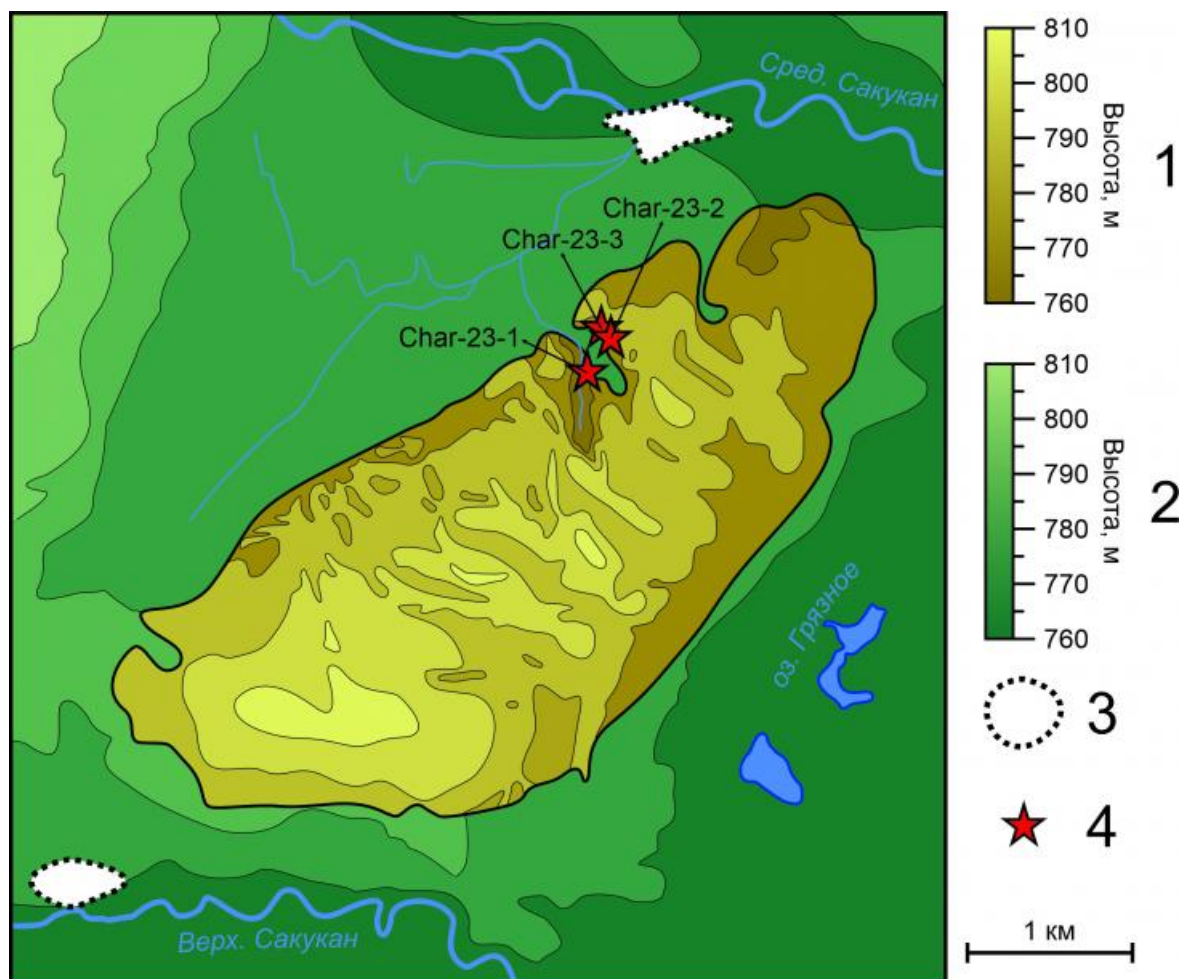 Сред. Сакукан
Char-23-2
Char-23-3
Char-23-1
оз. Грязное
Верх. Сакукан
810
800
790
780
770
760
Высота, м
1
810
800
790
780
770
760
Высота, м
2
3
4
1 км